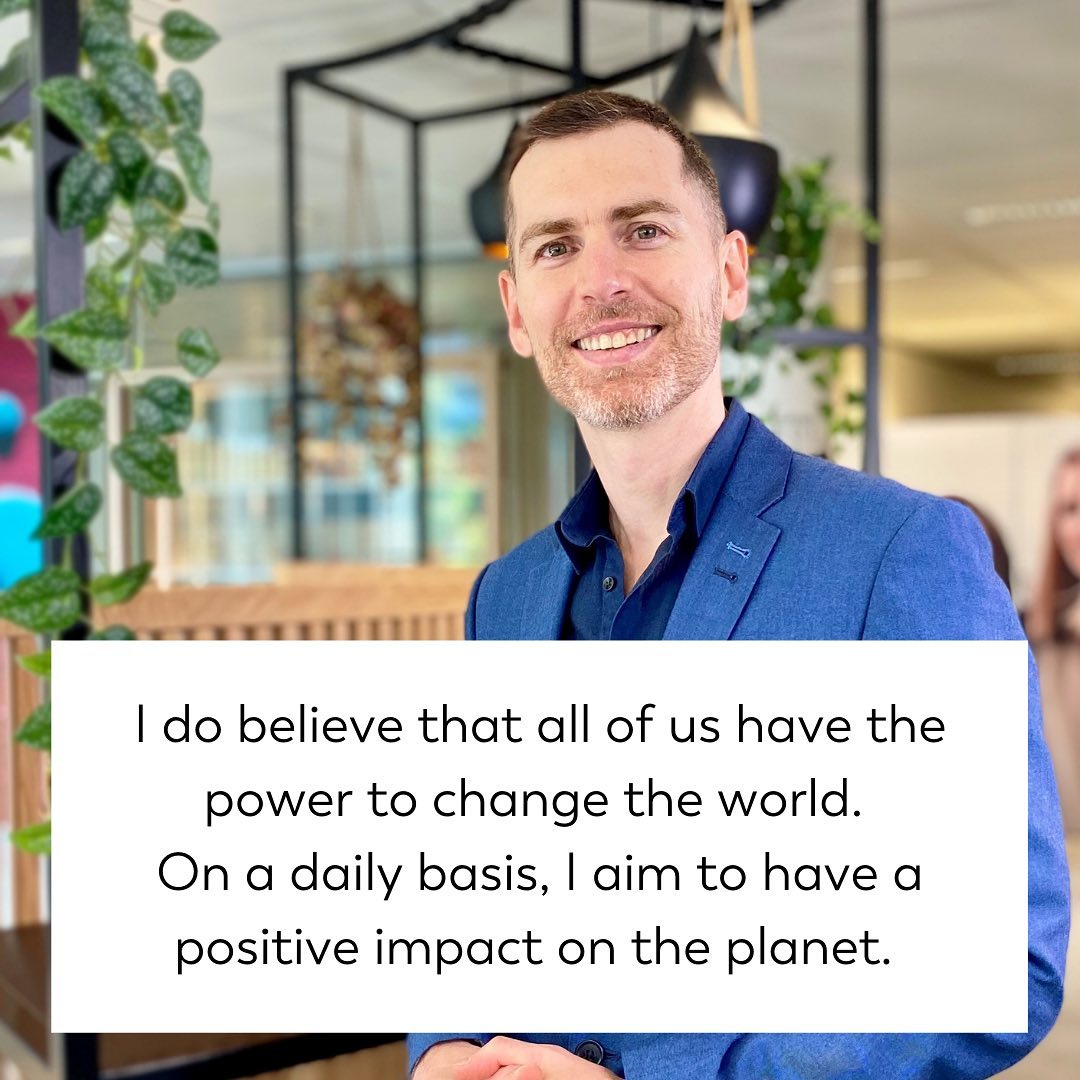 I do believe that all of us have the
power to change the world.
On a daily basis, I aim to have a
positive impact on the planet.